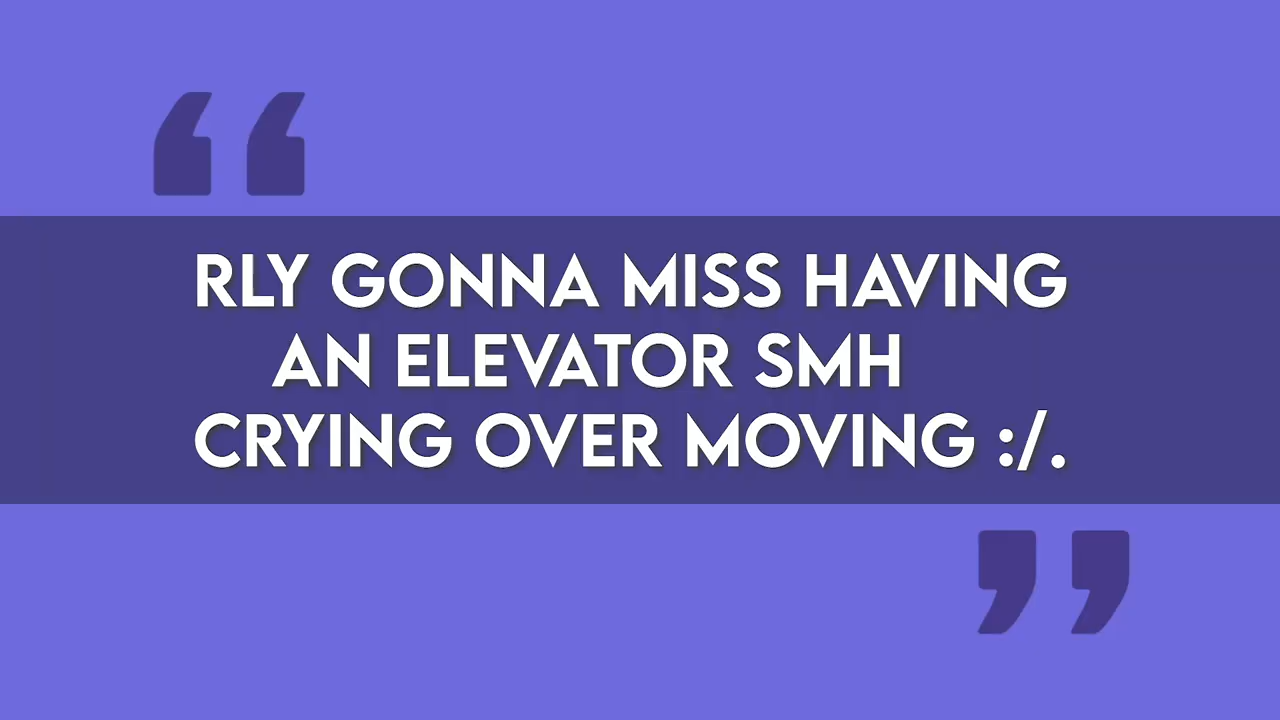 “
RLY GONNA MISS HAVING
AN ELEVATOR SMH
CRYING OVER MOVING :/.
”